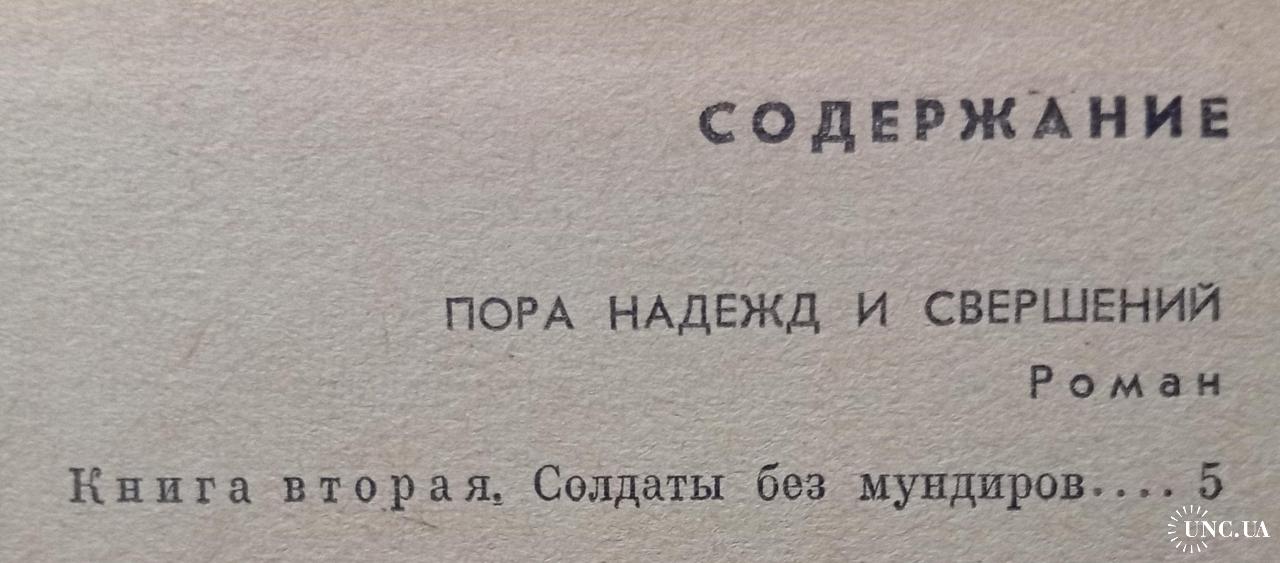 СОДЕРЖАНИЕ
ПОРА НАДЕЖД И СВЕРШЕНИЙ
Роман
Книга вторая. Солдаты без мундиров.... 5
UNC.UA